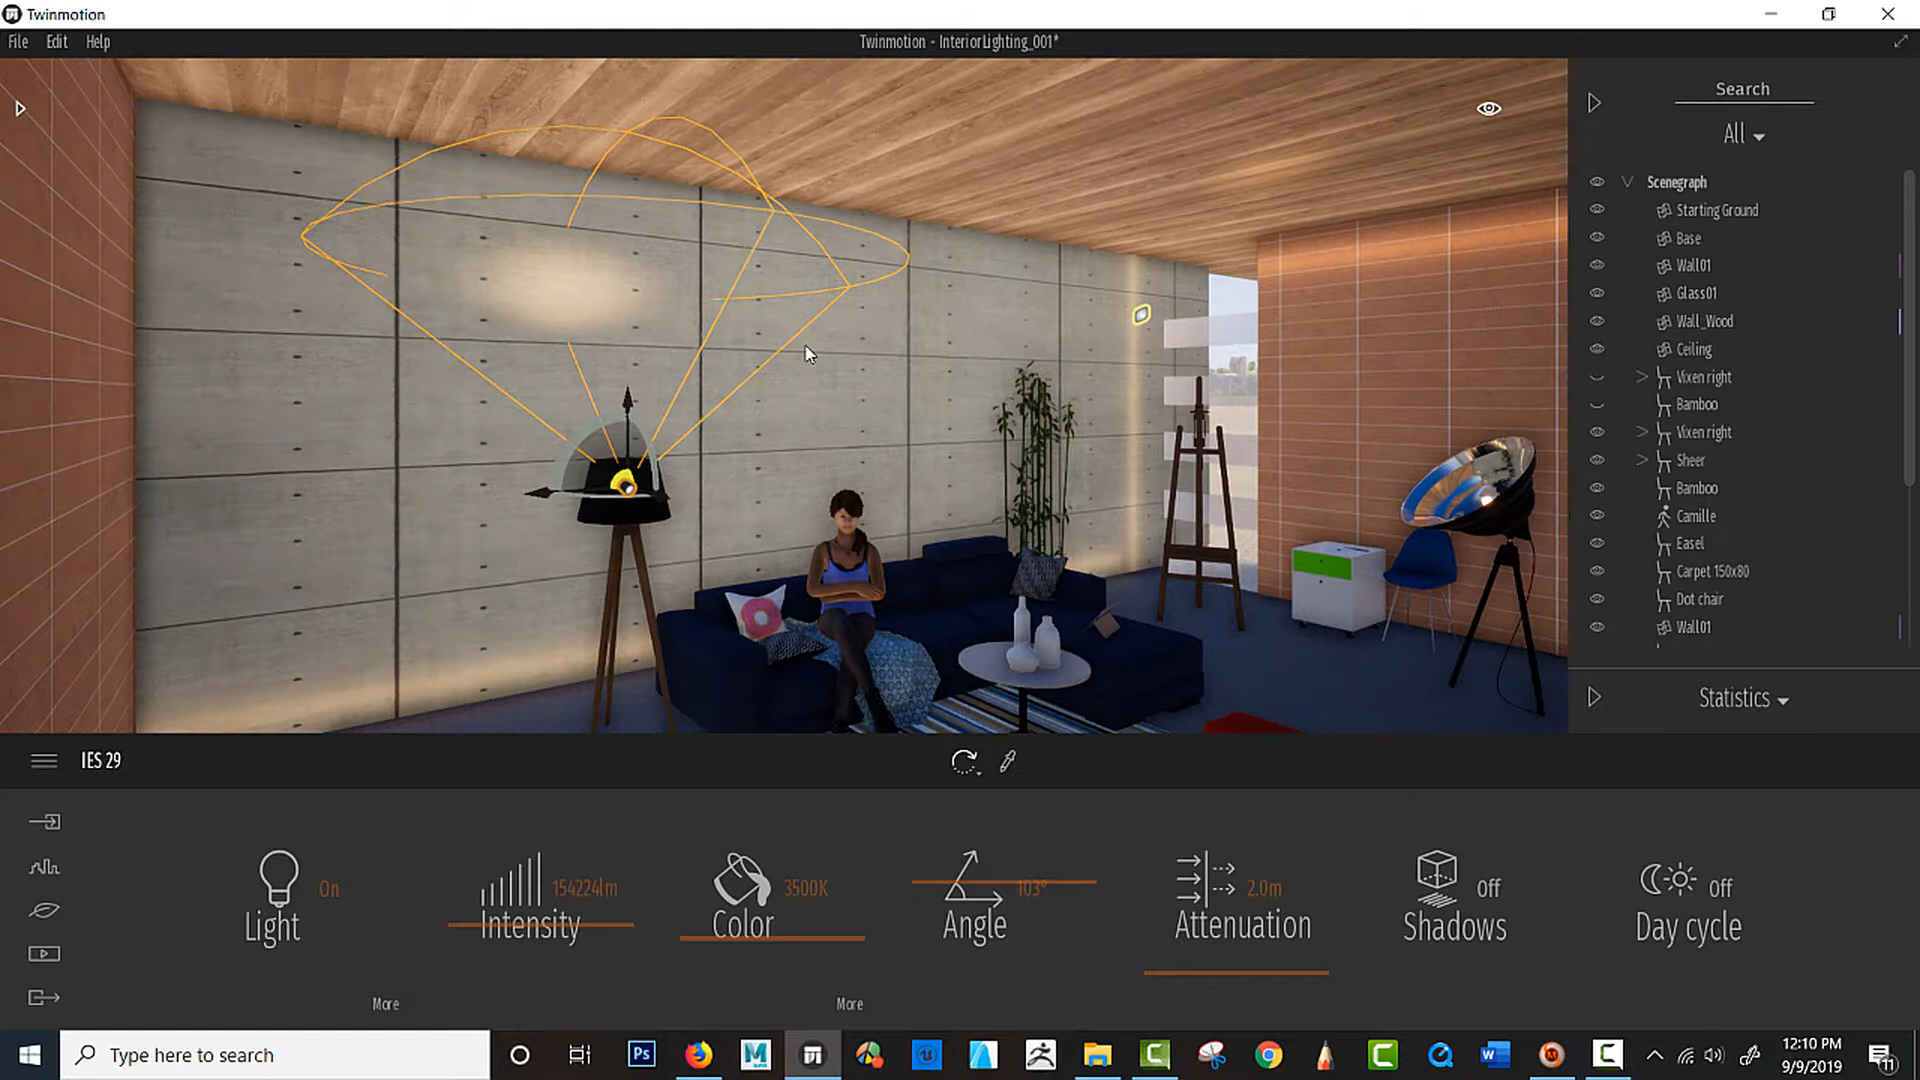 Twinmotion
File Edit Help
Twinmotion - InteriorLighting_001*
Search
All
Scenegraph
Starting Ground
Base
Wall01
Glass01
Wall_Wood
Ceiling
Vixen right
Bamboo
Vixen right
Sheer
Bamboo
Camille
Easel
Carpet 150x80
Dot chair
Wall01
Statistics
IES 29
Light On
Intensity 154224lm
Color 3500K
Angle 103°
Attenuation 2.0m
Shadows Off
Day cycle Off
More
More
Type here to search
Ps
M
W
12:10 PM
9/9/2019
11